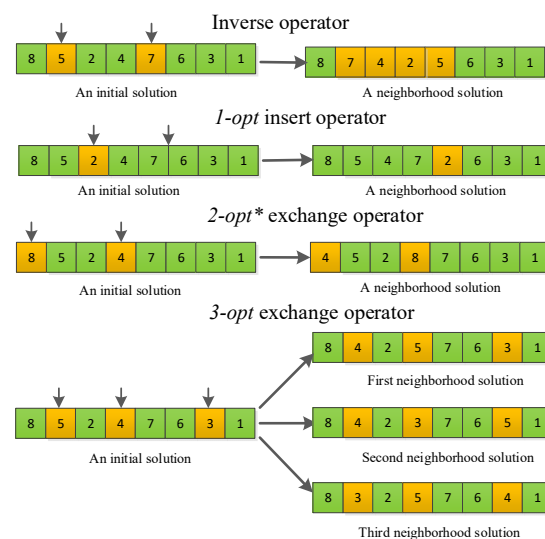 Inverse operator
8 5 2 4 7 6 3 1
8 7 4 2 5 6 3 1
An initial solution
A neighborhood solution
1-opt insert operator
8 5 2 4 7 6 3 1
8 5 4 7 2 6 3 1
An initial solution
A neighborhood solution
2-opt* exchange operator
8 5 2 4 7 6 3 1
4 5 2 8 7 6 3 1
An initial solution
A neighborhood solution
3-opt exchange operator
8 4 2 5 7 6 3 1
First neighborhood solution
8 5 2 4 7 6 3 1
An initial solution
8 4 2 3 7 6 5 1
Second neighborhood solution
8 3 2 5 7 6 4 1
Third neighborhood solution